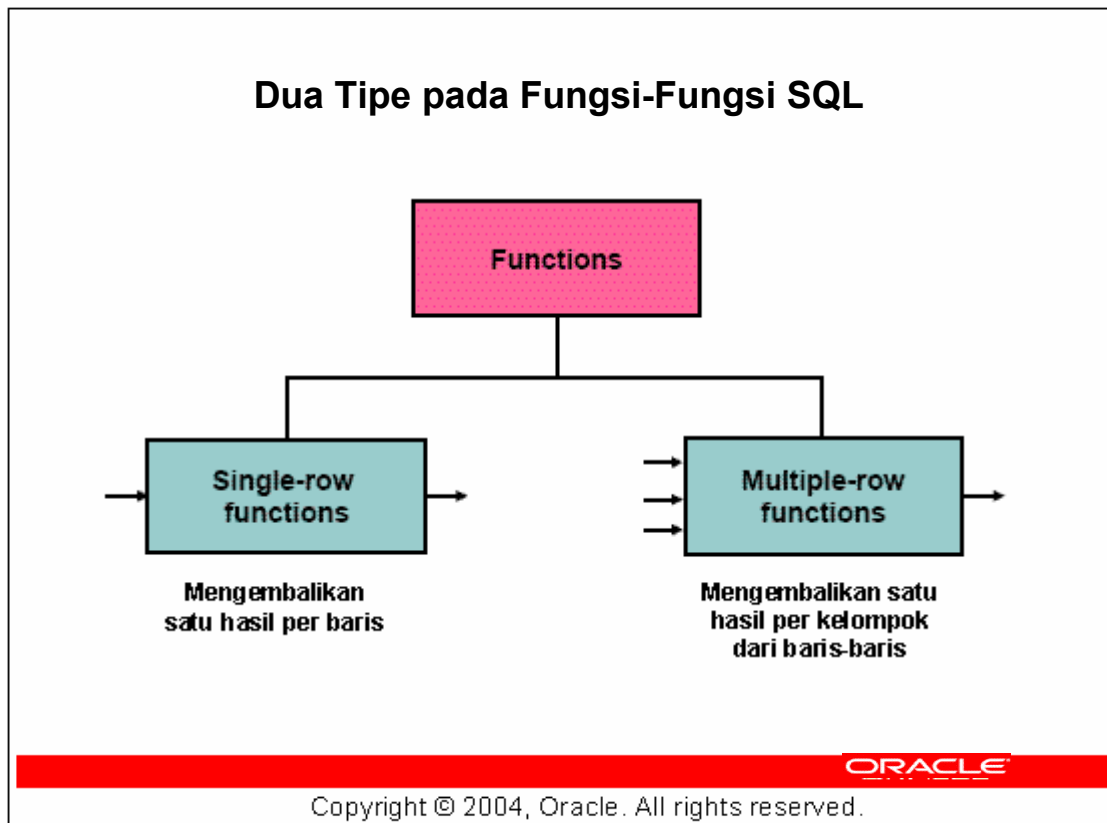 Dua Tipe pada Fungsi-Fungsi SQL
Functions
Single-row
functions
Mengembalikan
satu hasil per baris
Multiple-row
functions
Mengembalikan satu
hasil per kelompok
dari baris-baris
ORACLE
Copyright © 2004, Oracle. All rights reserved.